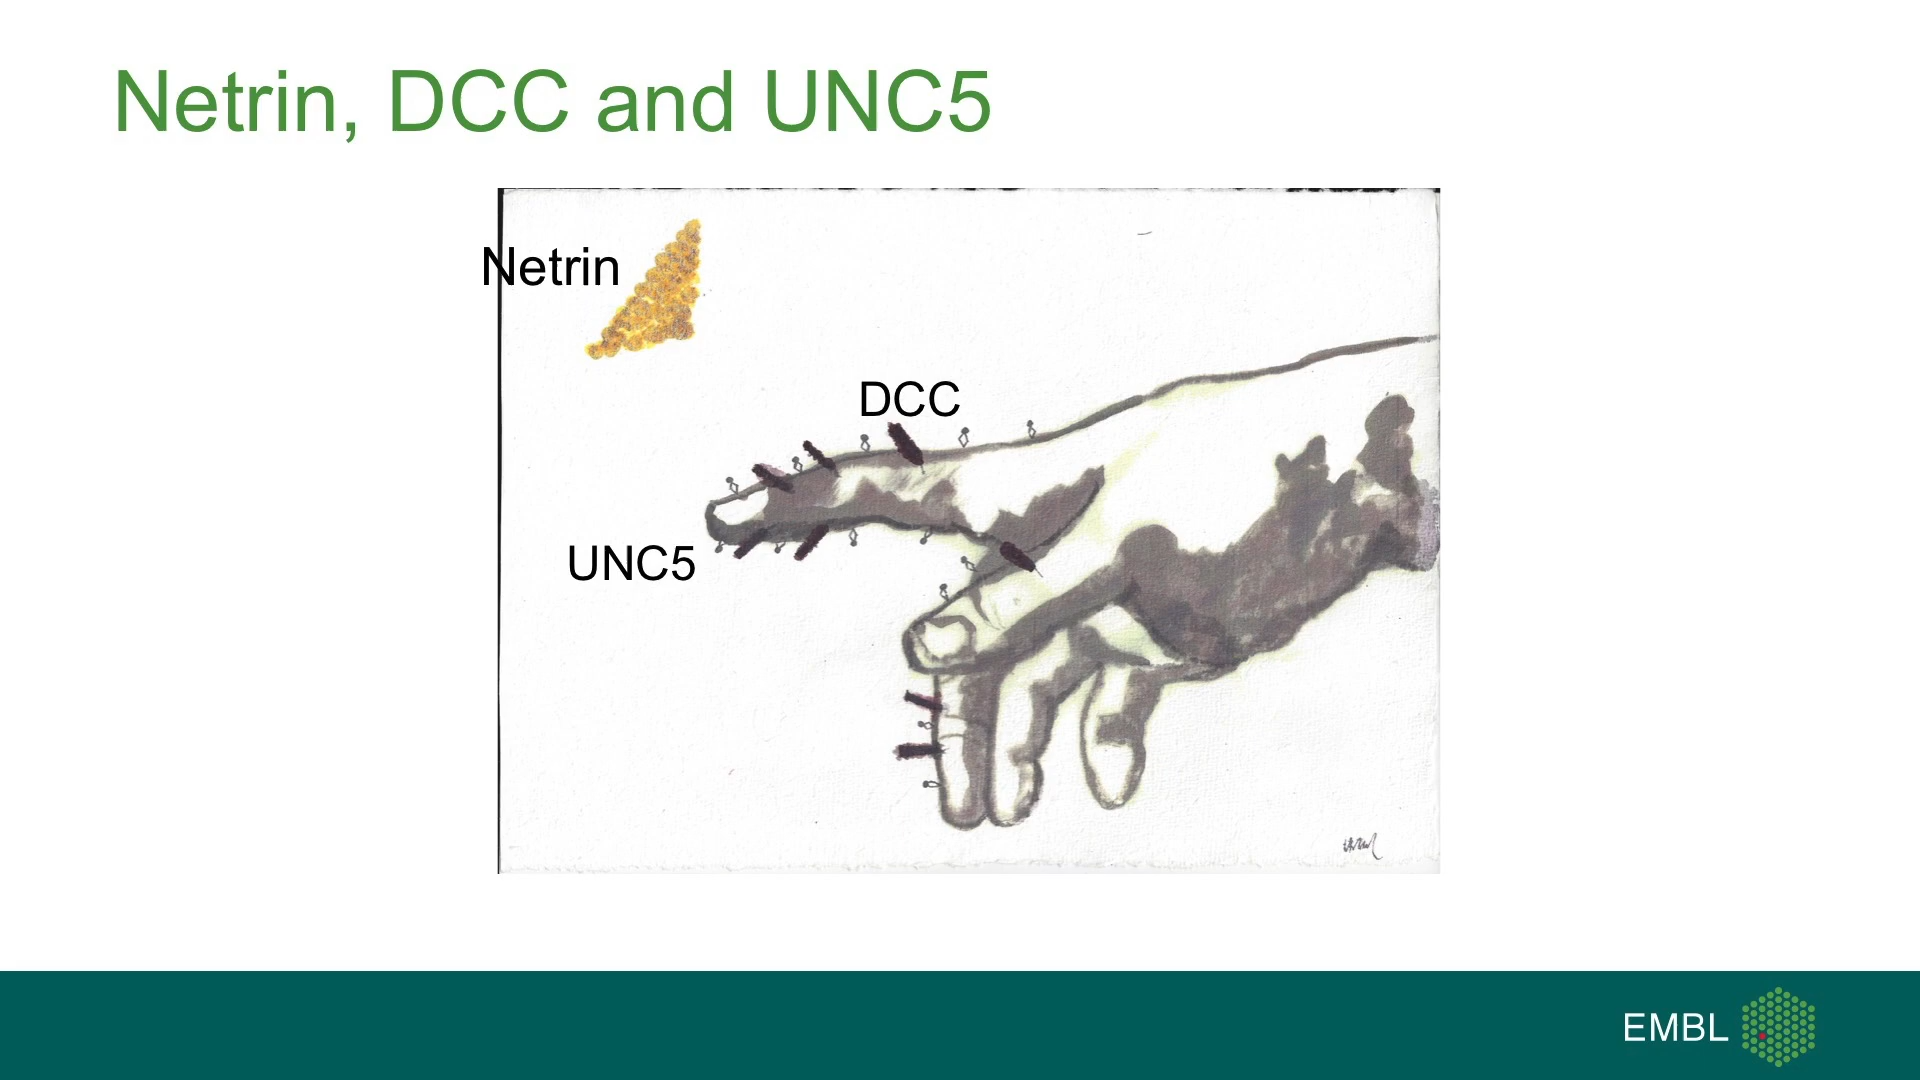 Netrin, DCC and UNC5
Netrin
DCC
UNC5
EMBL